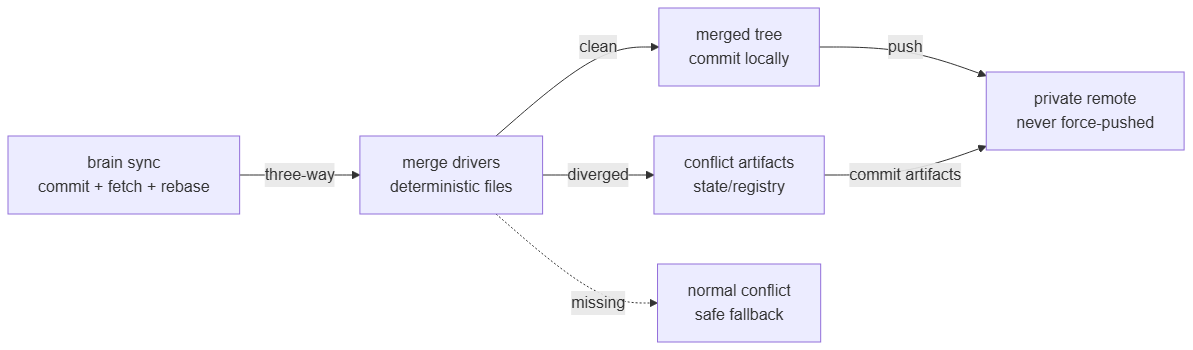 brain sync
commit + fetch + rebase
three-way
merge drivers
deterministic files
clean
merged tree
commit locally
push
diverged
conflict artifacts
state/registry
commit artifacts
private remote
never force-pushed
missing
normal conflict
safe fallback